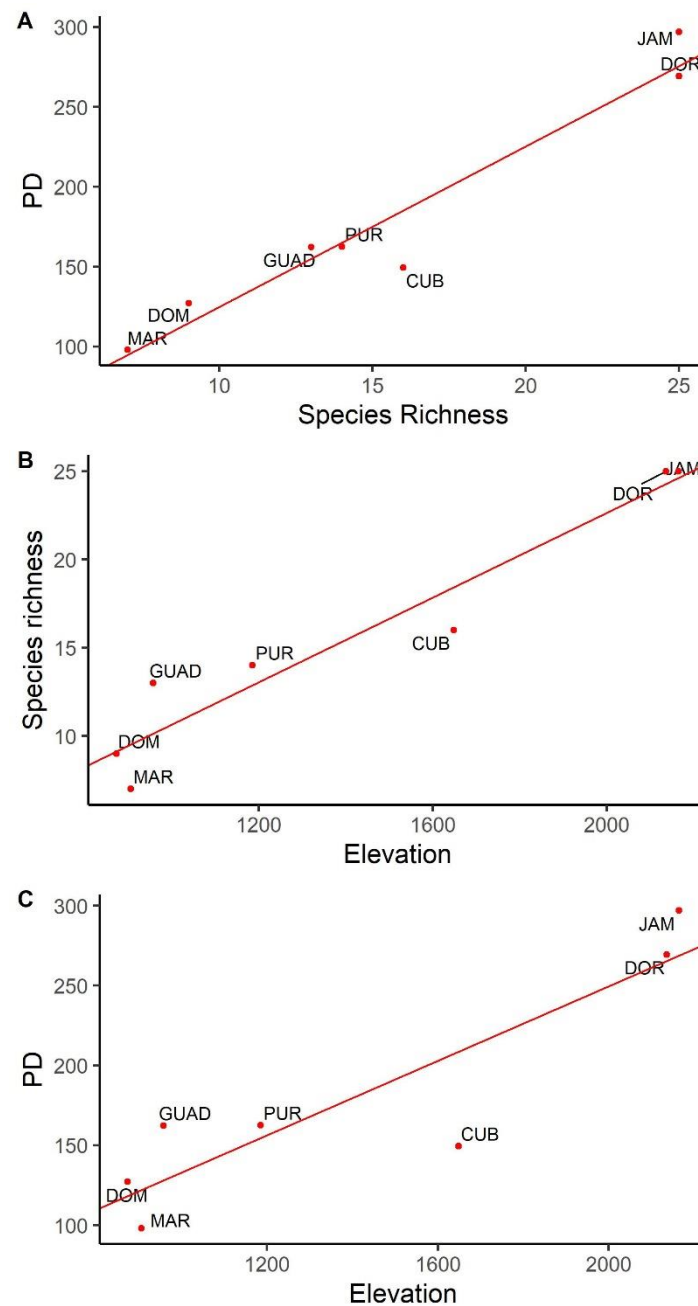 A
300
250
200
150
100
PD
JAM
DOR
PUR
GUAD
CUB
DOM
MAR
10 15 20 25
Species Richness
B
25
20
15
10
Species richness
JAM
DOR
CUB
PUR
GUAD
DOM
MAR
1200 1600 2000
Elevation
C
300
250
200
150
100
PD
JAM
DOR
GUAD PUR
CUB
DOM
MAR
1200 1600 2000
Elevation